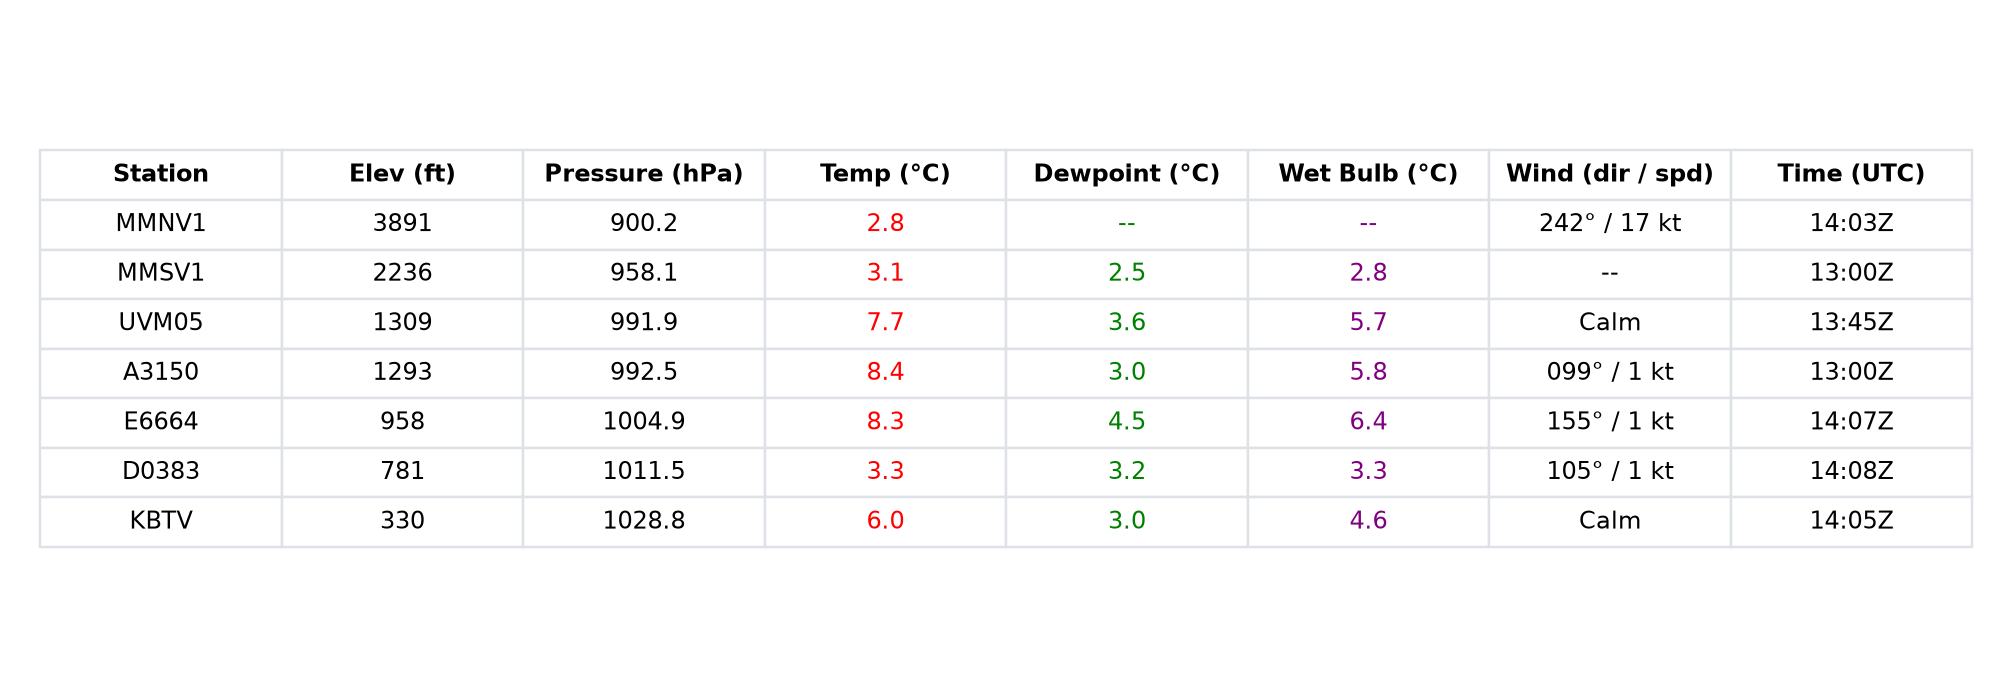 Station Elev (ft) Pressure (hPa) Temp (°C) Dewpoint (°C) Wet Bulb (°C) Wind (dir / spd) Time (UTC)
MMNV1 3891 900.2 2.8 -- -- 242° / 17 kt 14:03Z
MMSV1 2236 958.1 3.1 2.5 2.8 -- 13:00Z
UVM05 1309 991.9 7.7 3.6 5.7 Calm 13:45Z
A3150 1293 992.5 8.4 3.0 5.8 099° / 1 kt 13:00Z
E6664 958 1004.9 8.3 4.5 6.4 155° / 1 kt 14:07Z
D0383 781 1011.5 3.3 3.2 3.3 105° / 1 kt 14:08Z
KBTV 330 1028.8 6.0 3.0 4.6 Calm 14:05Z